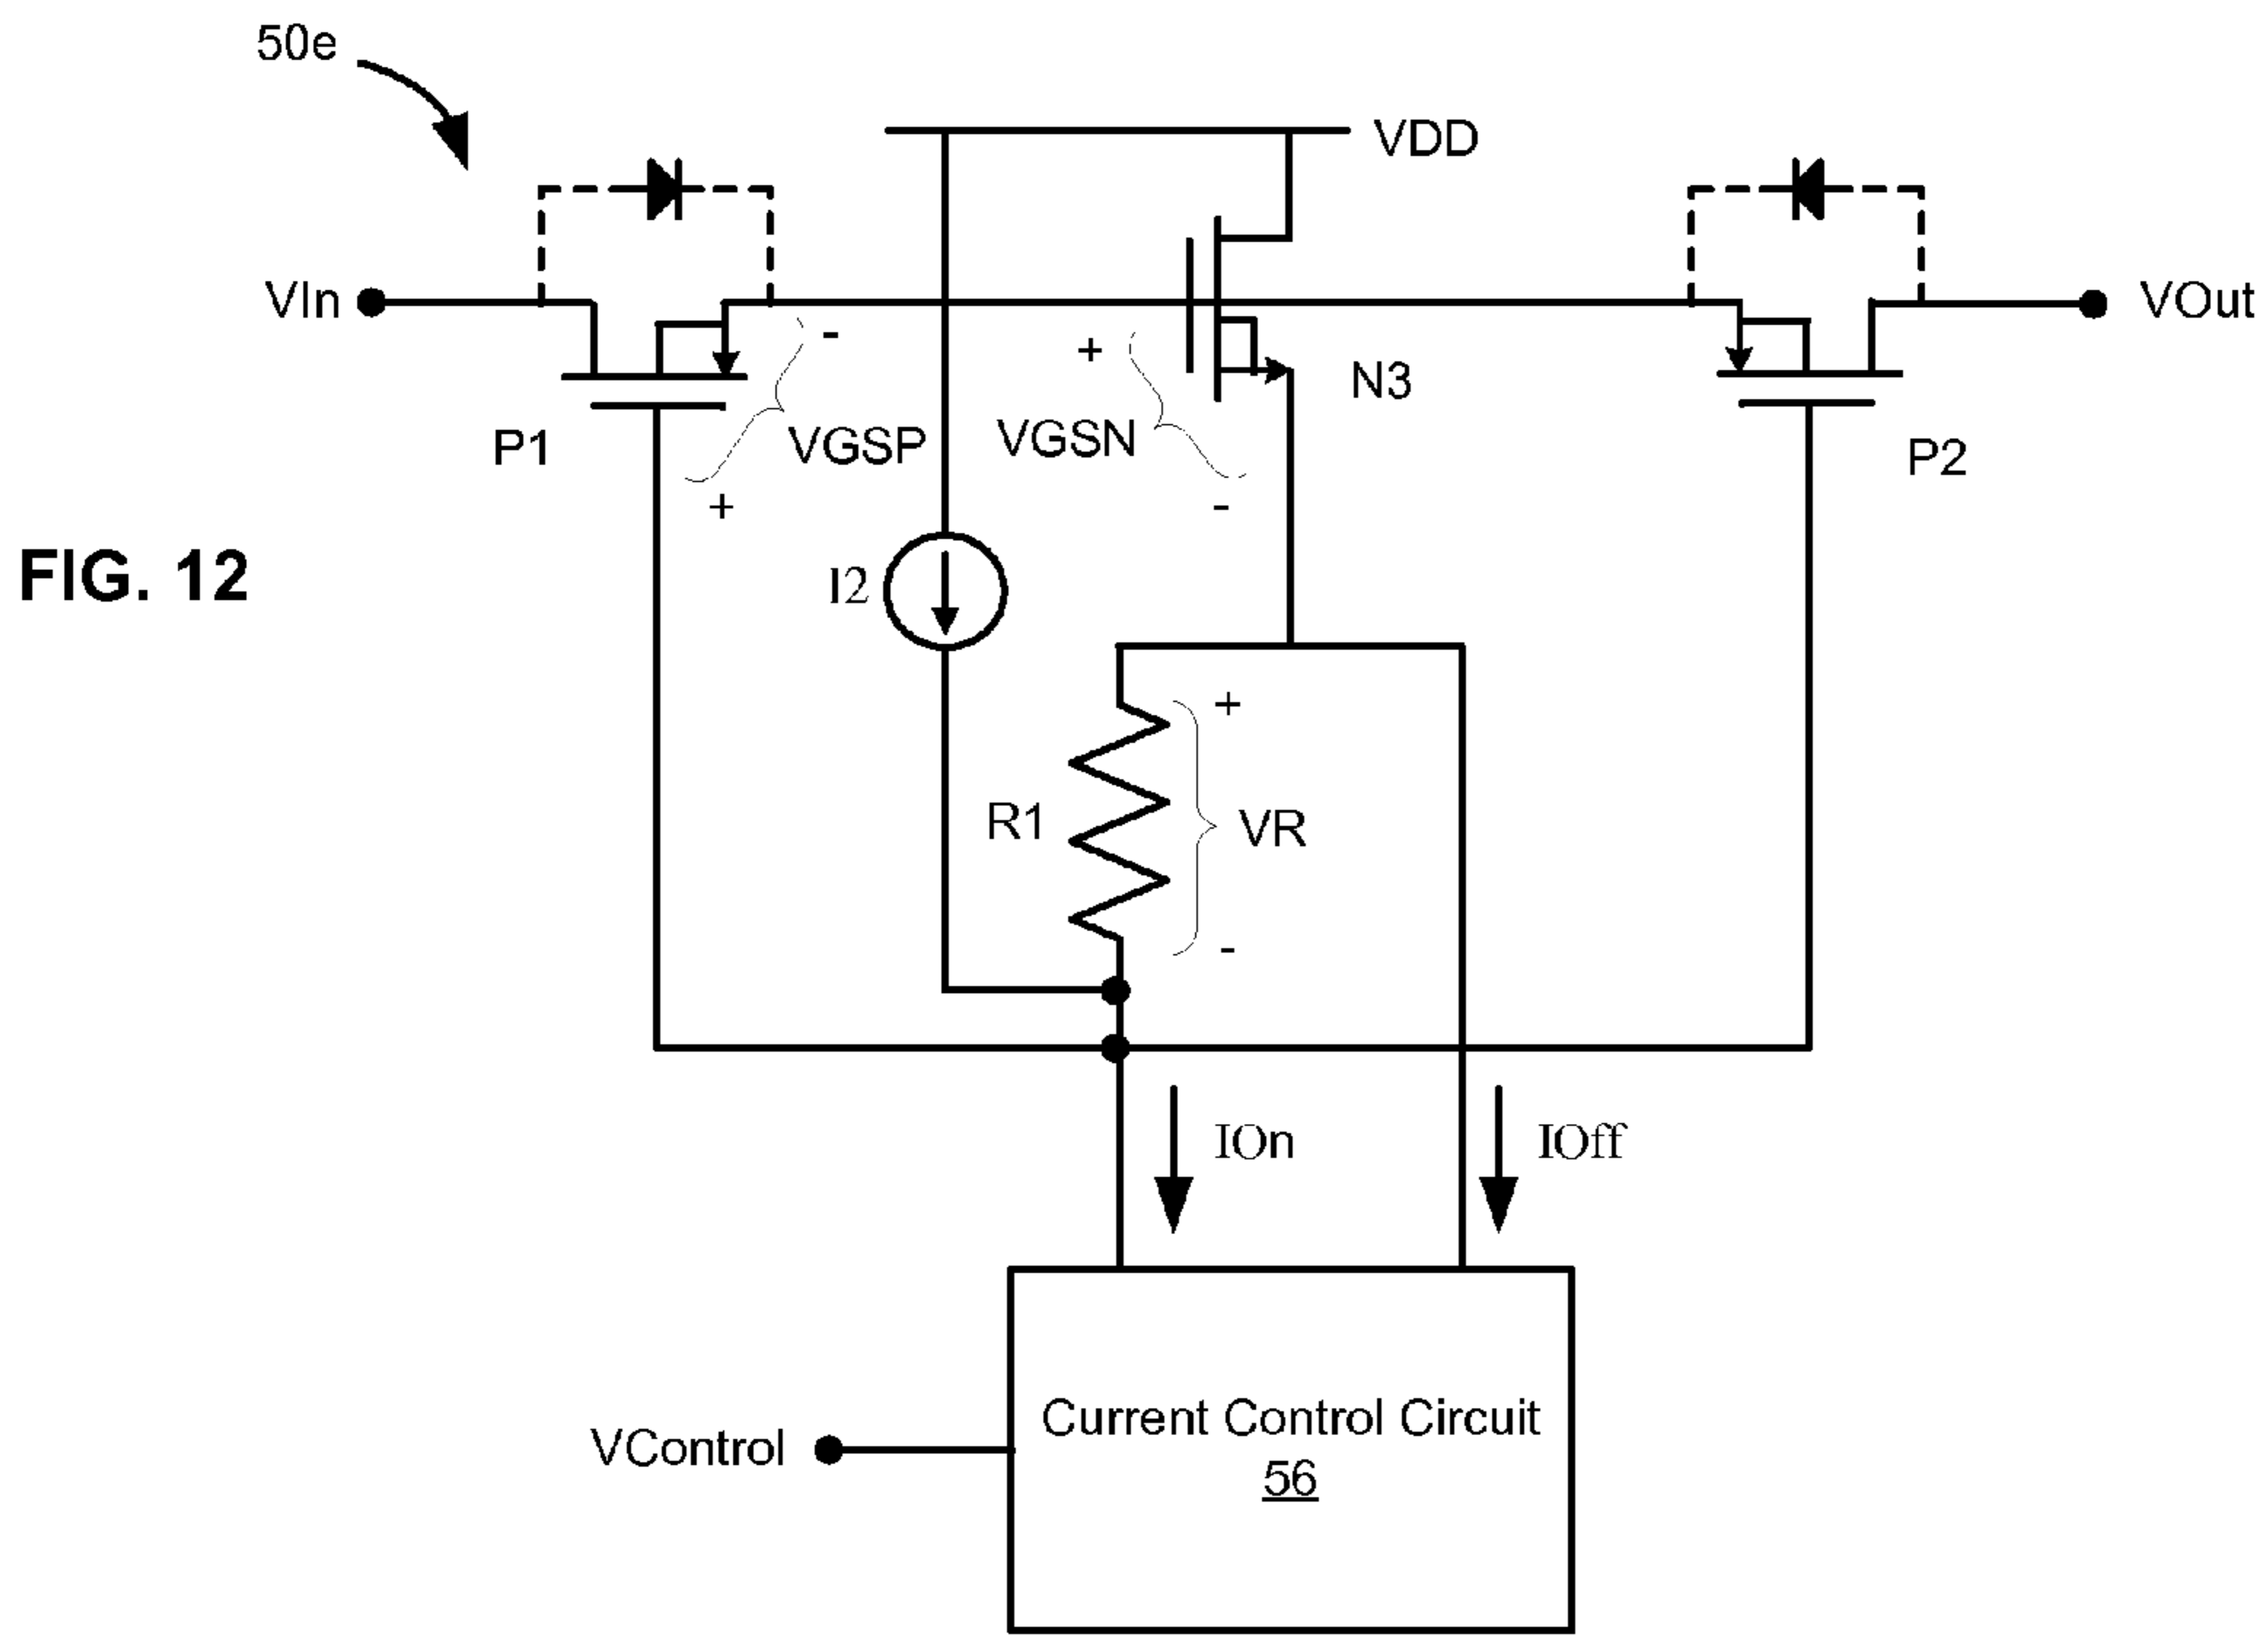 50e
VDD
VIn
VOut
+
-
-
+
N3
P1
VGSP
VGSN
P2
+
-
FIG. 12
I2
+
R1
VR
-
IOn
IOff
VControl
Current Control Circuit
56